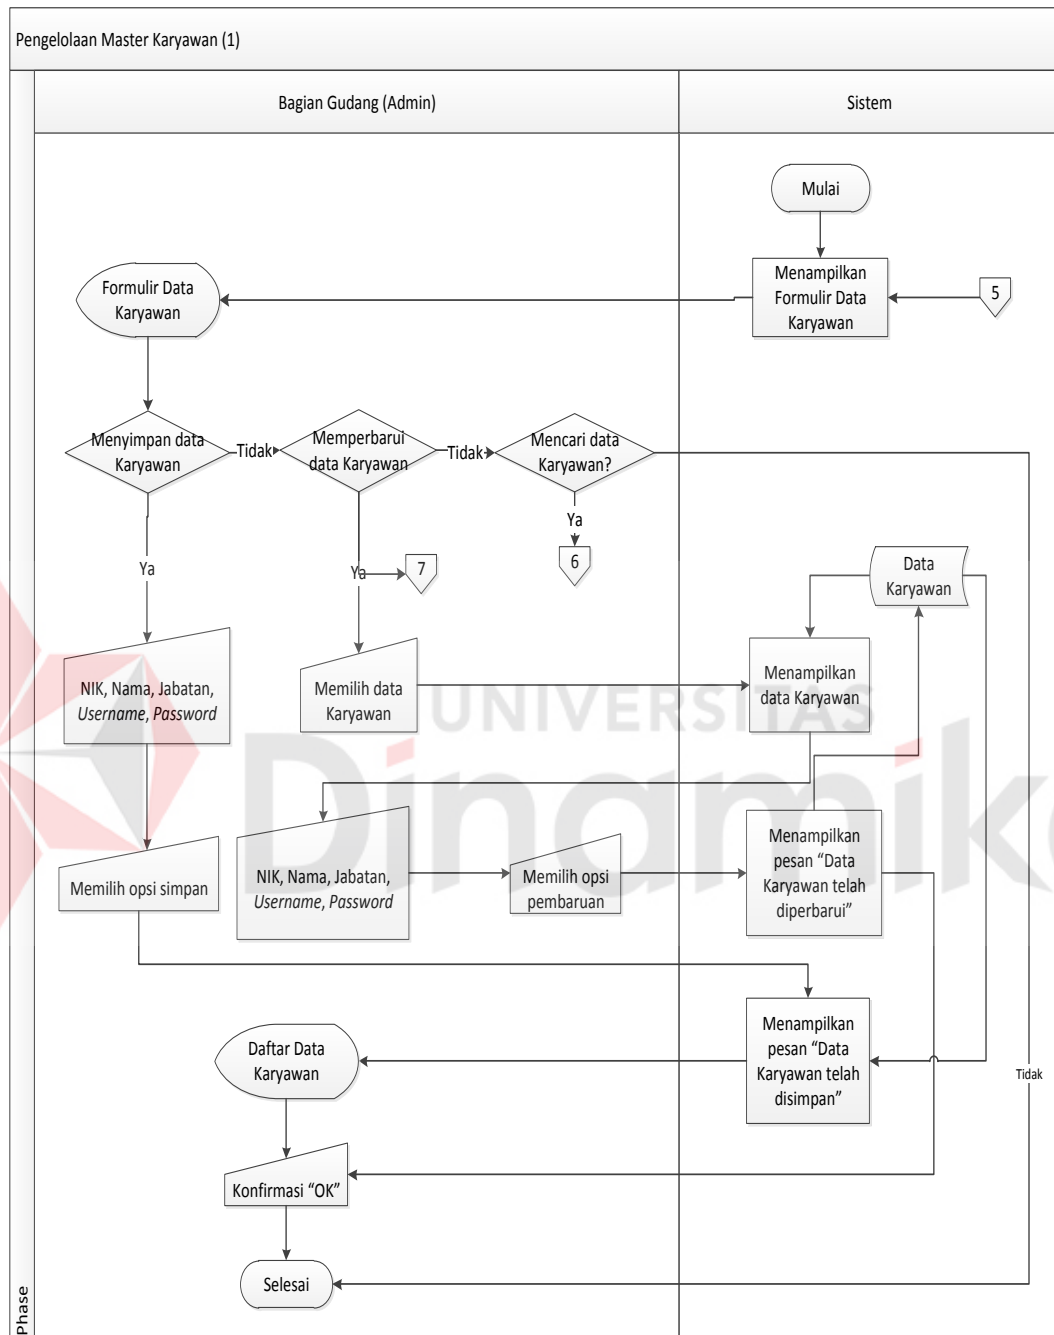 Pengelolaan Master Karyawan (1)
Bagian Gudang (Admin)
Sistem
Mulai
Menampilkan
Formulir Data
Karyawan
5
Formulir Data
Karyawan
Menyimpan data
Karyawan
Tidak
Memperbarui
data Karyawan
Tidak
Mencari data
Karyawan?
Ya
Ya
Ya
7
6
Data
Karyawan
NIK, Nama, Jabatan,
Username, Password
Memilih data
Karyawan
Menampilkan
data Karyawan
UNIVERSITAS
Dinamika
Memilih opsi simpan
NIK, Nama, Jabatan,
Username, Password
Memilih opsi
pembaruan
Menampilkan
pesan “Data
Karyawan telah
diperbarui”
Menampilkan
pesan “Data
Karyawan telah
disimpan”
Daftar Data
Karyawan
Tidak
Konfirmasi “OK”
Selesai
Phase